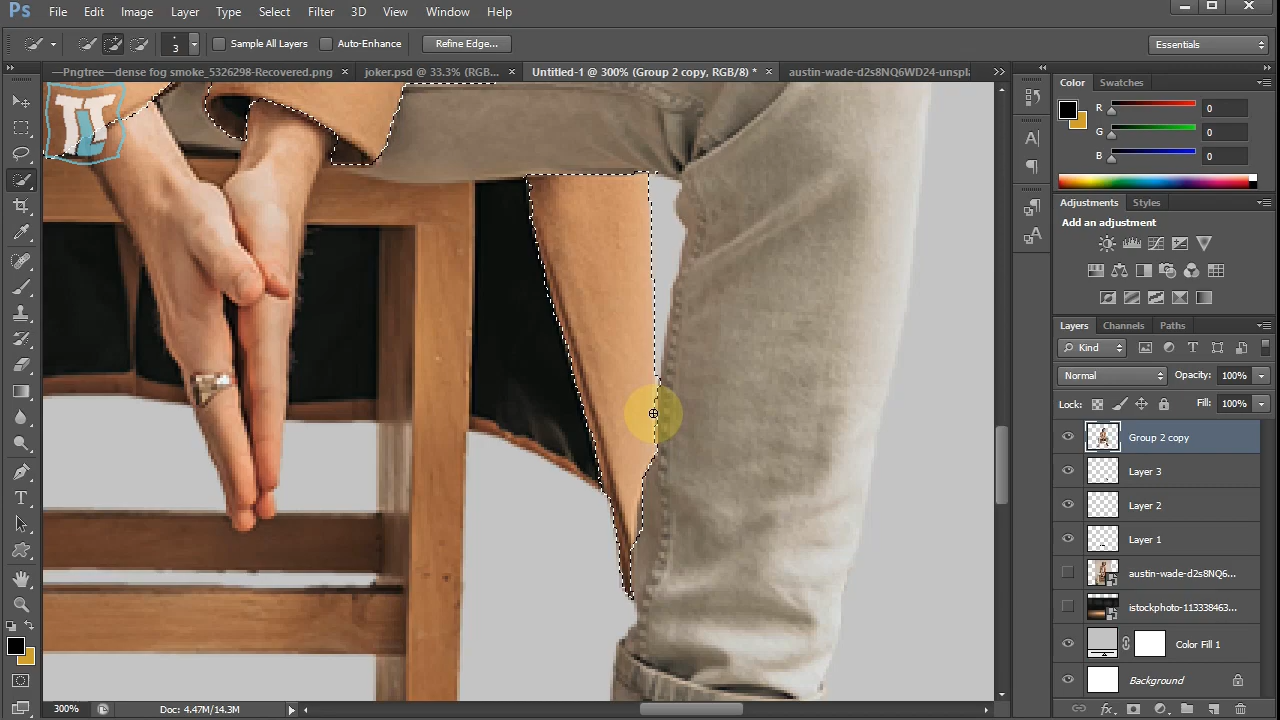 Ps File Edit Image Layer Type Select Filter 3D View Window Help
3 Sample All Layers Auto-Enhance Refine Edge... Essentials
—Pngtree—dense fog smoke_5326298-Recovered.png × joker.psd @ 33.3% (RGB... × Untitled-1 @ 300% (Group 2 copy, RGB/8) * × austin-wade-d2s8NQ6WD24-unspl
Color Swatches
R 0
G 0
B 0
Adjustments Styles
Add an adjustment
Layers Channels Paths
Kind
Normal Opacity: 100%
Lock: Fill: 100%
Group 2 copy
Layer 3
Layer 2
Layer 1
austin-wade-d2s8NQ6...
istockphoto-113338463...
Color Fill 1
Background
300% Doc: 4.47M/14.3M